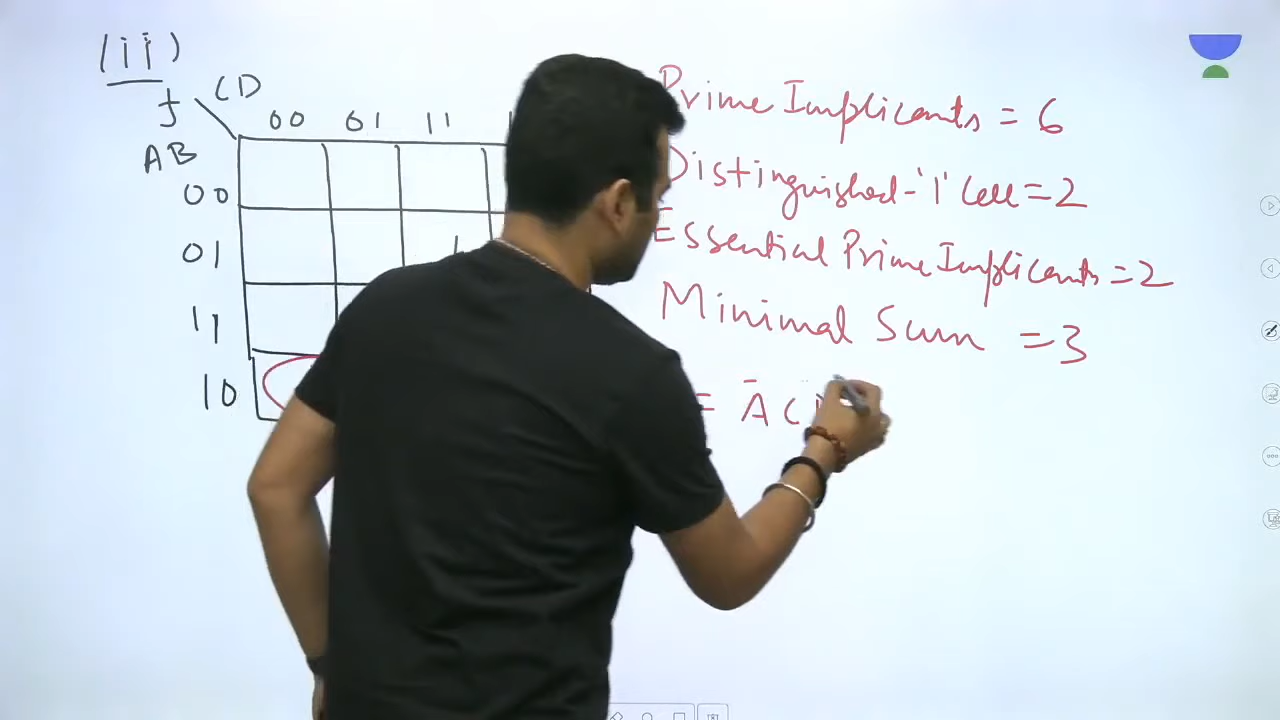 (ii)
f CD
00 01 11
AB
00
01 1
11
10
Prime Implicants = 6
Distinguished-'1' Cell = 2
Essential Prime Implicants = 2
Minimal Sum = 3
= Ā C